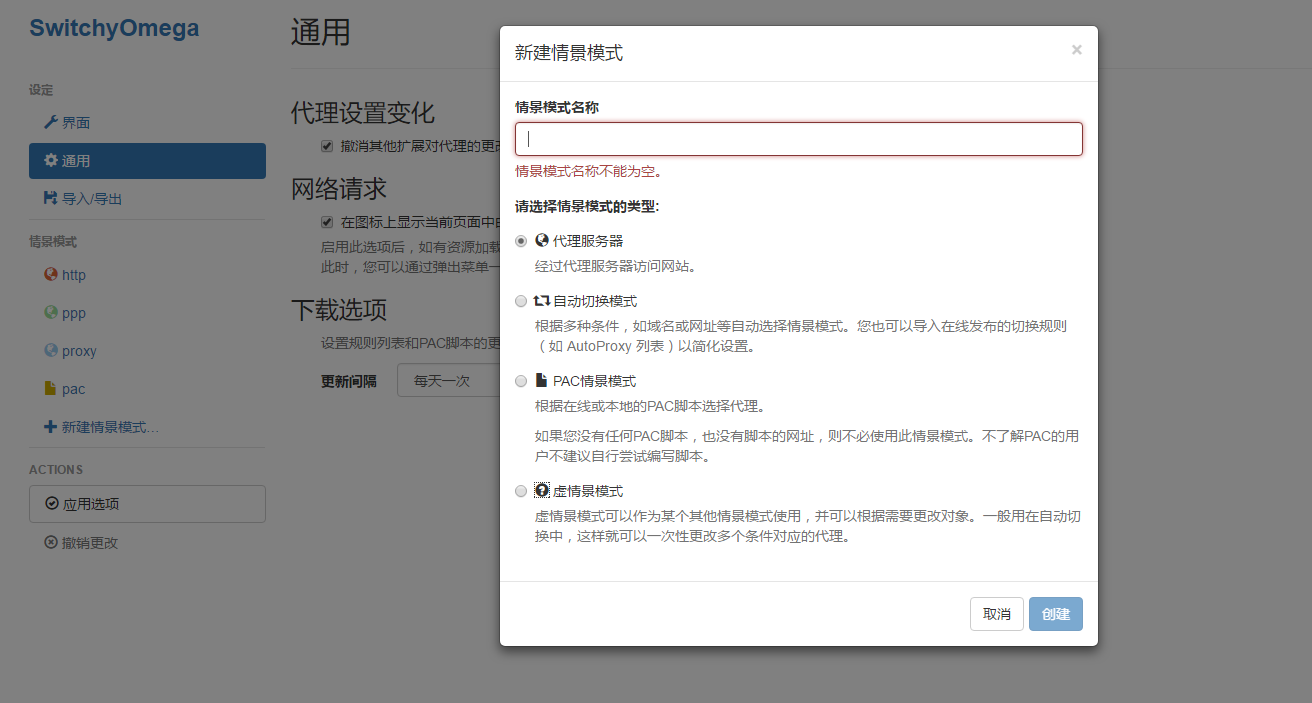 SwitchyOmega
设定
界面
通用
导入/导出
情景模式
http
ppp
proxy
pac
新建情景模式...
ACTIONS
应用选项
撤销更改
通用
代理设置变化
撤消其他扩展对代理的更
网络请求
在图标上显示当前页面中
启用此选项后，如有资源加载
此时，您可以通过弹出菜单一
下载选项
设置规则列表和PAC脚本的更
更新间隔
每天一次
新建情景模式
×
情景模式名称
情景模式名称不能为空。
请选择情景模式的类型:
代理服务器
经过代理服务器访问网站。
自动切换模式
根据多种条件，如域名或网址等自动选择情景模式。您也可以导入在线发布的切换规则
（如 AutoProxy 列表）以简化设置。
PAC情景模式
根据在线或本地的PAC脚本选择代理。
如果您没有任何PAC脚本，也没有脚本的网址，则不必使用此情景模式。不了解PAC的用
户不建议自行尝试编写脚本。
虚情景模式
虚情景模式可以作为某个其他情景模式使用，并可以根据需要更改对象。一般用在自动切
换中，这样就可以一次性更改多个条件对应的代理。
取消
创建